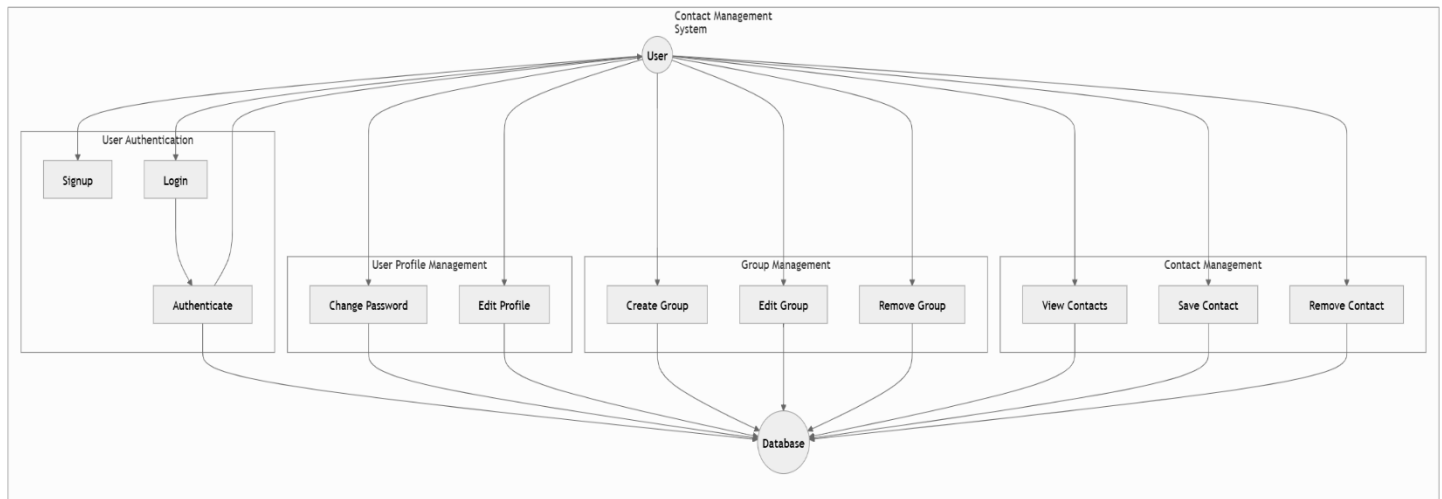 Contact Management
System
User
User Authentication
Signup
Login
Authenticate
User Profile Management
Change Password
Edit Profile
Group Management
Create Group
Edit Group
Remove Group
Contact Management
View Contacts
Save Contact
Remove Contact
Database